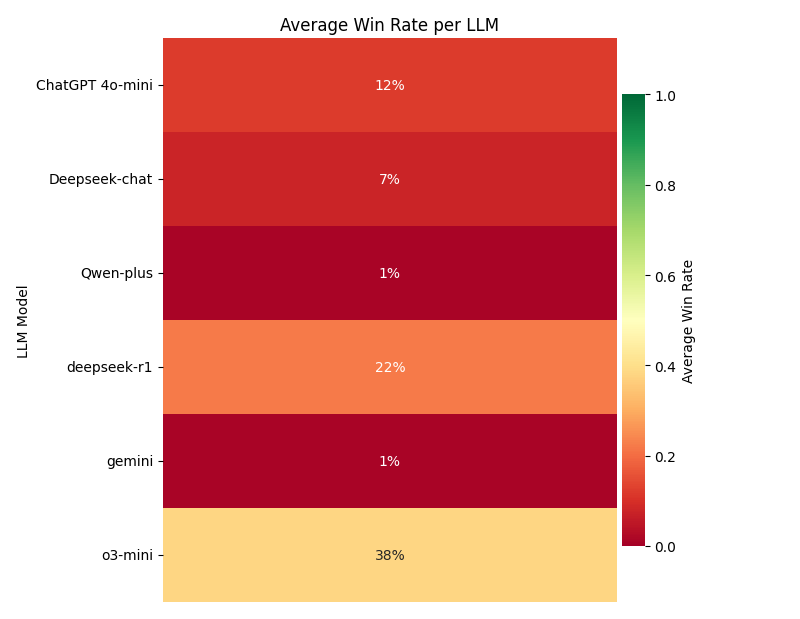 Average Win Rate per LLM
LLM Model
ChatGPT 4o-mini
12%
Deepseek-chat
7%
Qwen-plus
1%
deepseek-r1
22%
gemini
1%
o3-mini
38%
1.0
0.8
0.6
0.4
0.2
0.0
Average Win Rate